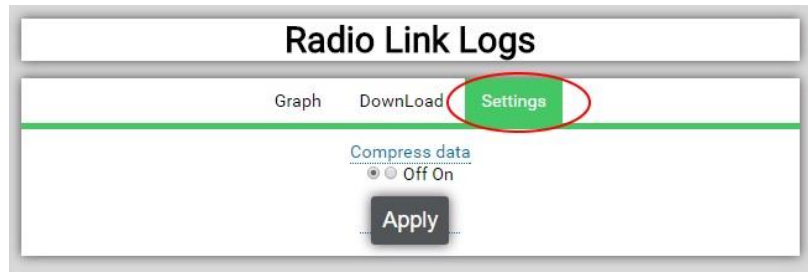 Radio Link Logs
Graph DownLoad Settings
Compress data
Off On
Apply